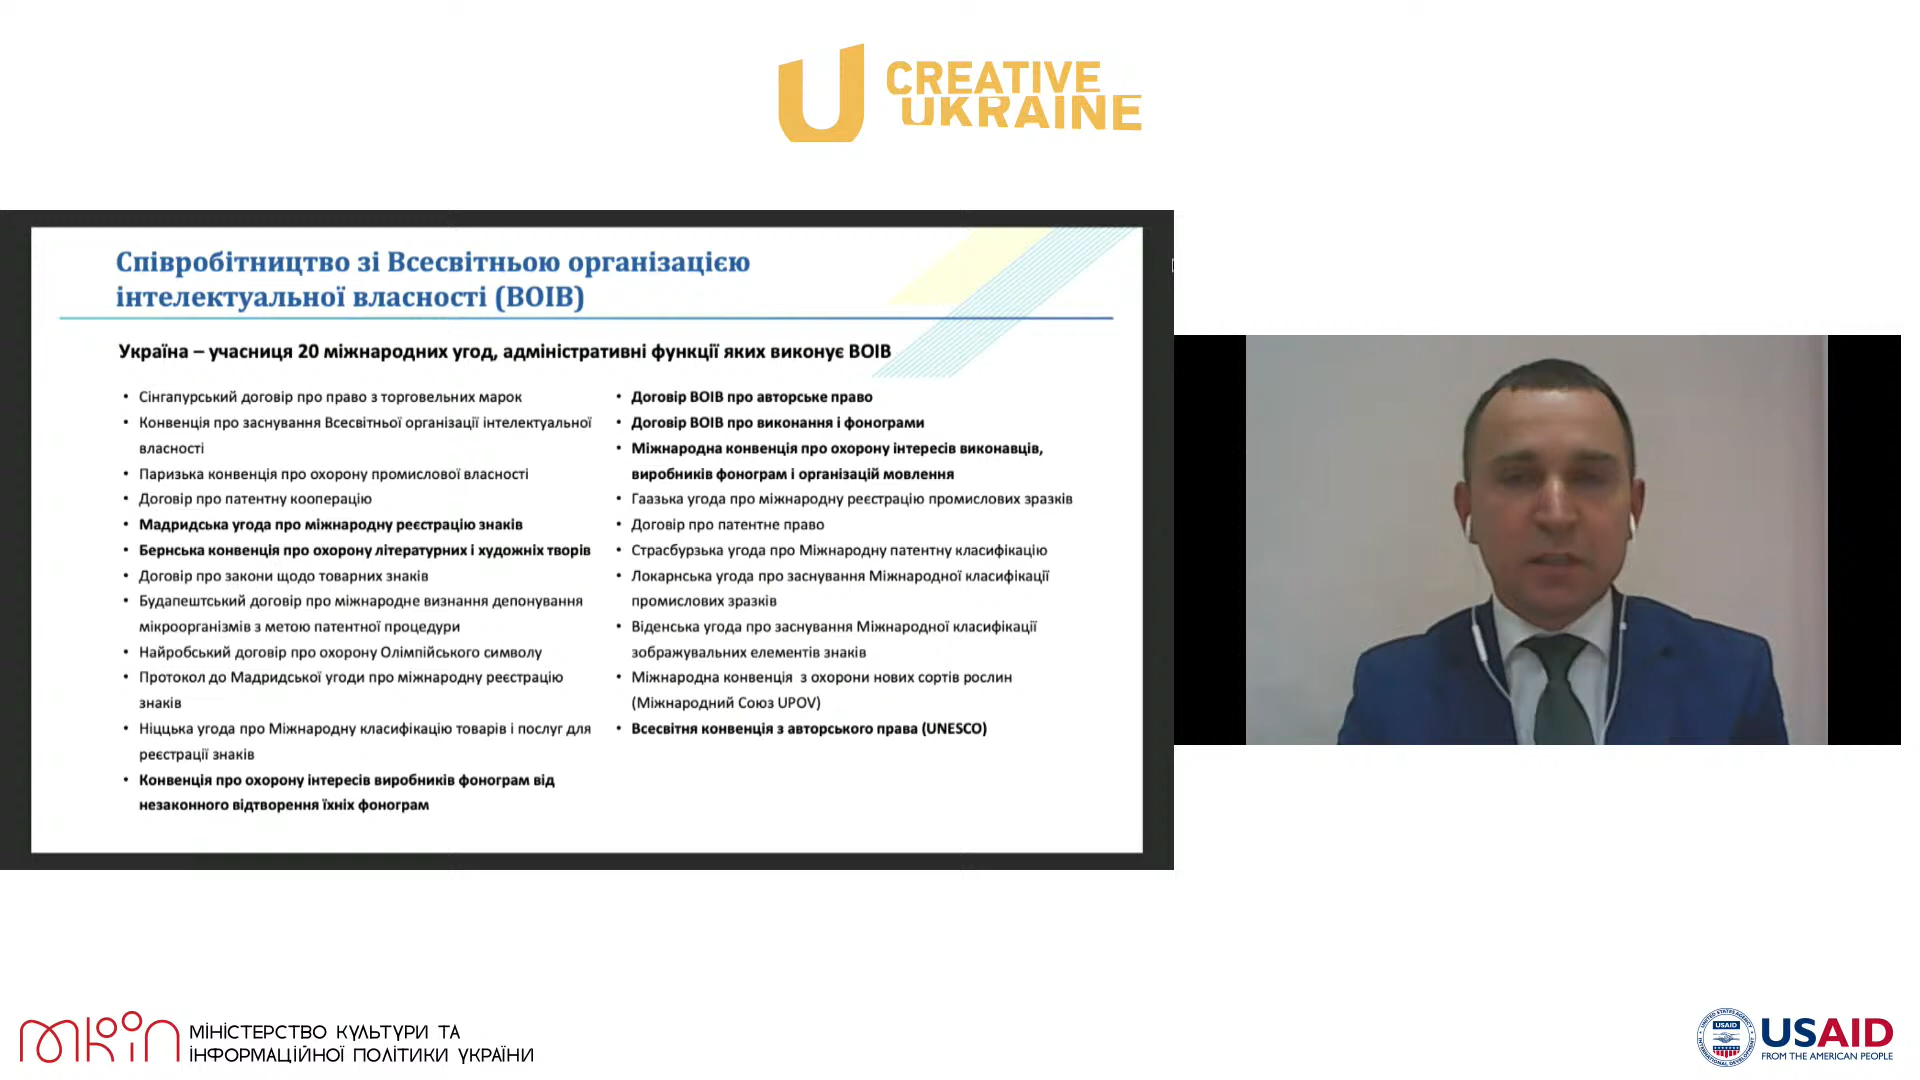 CREATIVE
UKRAINE
Співробітництво зі Всесвітньою організацією
інтелектуальної власності (ВОІВ)
Україна – учасниця 20 міжнародних угод, адміністративні функції яких виконує ВОІВ
• Сінгапурський договір про право з торговельних марок
• Конвенція про заснування Всесвітньої організації інтелектуальної
власності
• Паризька конвенція про охорону промислової власності
• Договір про патентну кооперацію
• Мадридська угода про міжнародну реєстрацію знаків
• Бернська конвенція про охорону літературних і художніх творів
• Договір про закони щодо товарних знаків
• Будапештський договір про міжнародне визнання депонування
мікроорганізмів з метою патентної процедури
• Найробський договір про охорону Олімпійського символу
• Протокол до Мадридської угоди про міжнародну реєстрацію
знаків
• Ніццька угода про Міжнародну класифікацію товарів і послуг для
реєстрації знаків
• Конвенція про охорону інтересів виробників фонограм від
незаконного відтворення їхніх фонограм
• Договір ВОІВ про авторське право
• Договір ВОІВ про виконання і фонограми
• Міжнародна конвенція про охорону інтересів виконавців,
виробників фонограм і організацій мовлення
• Гаазька угода про міжнародну реєстрацію промислових зразків
• Договір про патентне право
• Страсбурзька угода про Міжнародну патентну класифікацію
• Локарнська угода про заснування Міжнародної класифікації
промислових зразків
• Віденська угода про заснування Міжнародної класифікації
зображувальних елементів знаків
• Міжнародна конвенція з охорони нових сортів рослин
(Міжнародний Союз UPOV)
• Всесвітня конвенція з авторського права (UNESCO)
МКІП
МІНІСТЕРСТВО КУЛЬТУРИ ТА
ІНФОРМАЦІЙНОЇ ПОЛІТИКИ УКРАЇНИ
USAID
USAID
FROM THE AMERICAN PEOPLE